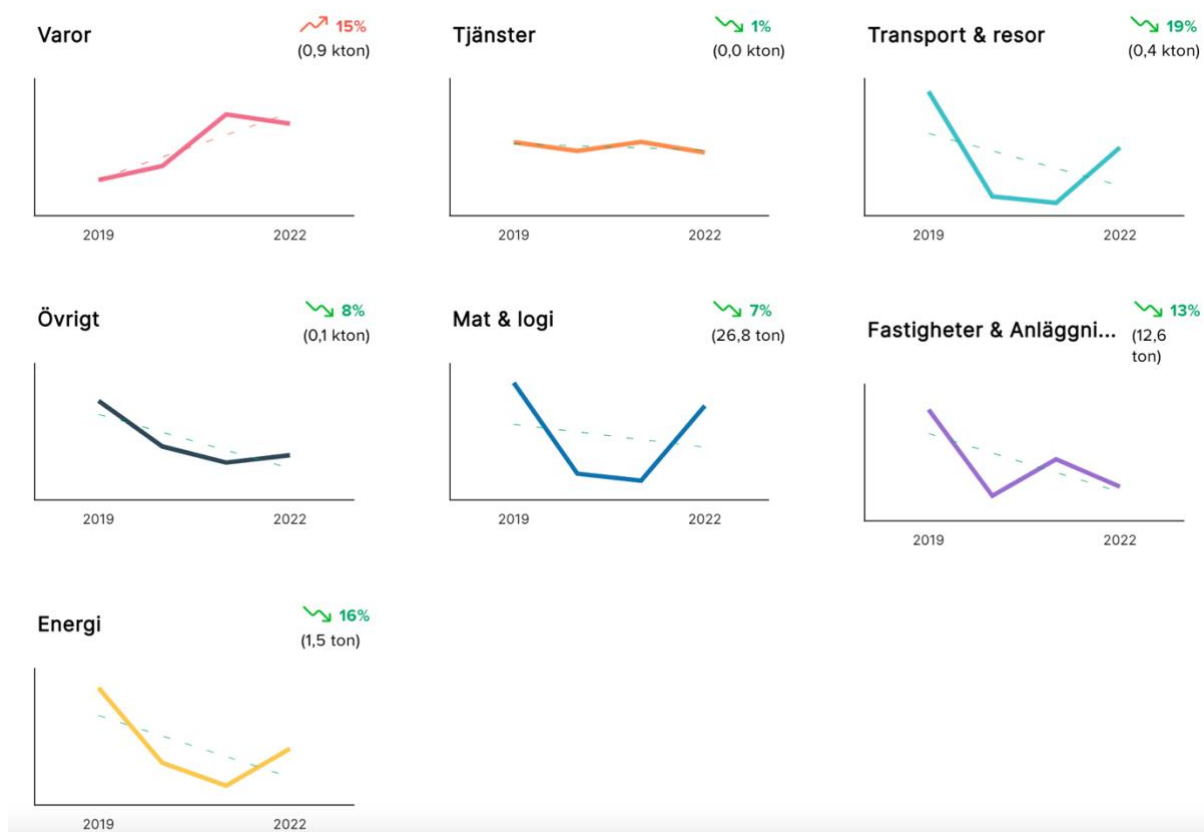 Varor
15%
(0,9 kton)
2019 2022
Tjänster
1%
(0,0 kton)
2019 2022
Transport & resor
19%
(0,4 kton)
2019 2022
Övrigt
8%
(0,1 kton)
2019 2022
Mat & logi
7%
(26,8 ton)
2019 2022
Fastigheter & Anläggni...
13%
(12,6
ton)
2019 2022
Energi
16%
(1,5 ton)
2019 2022